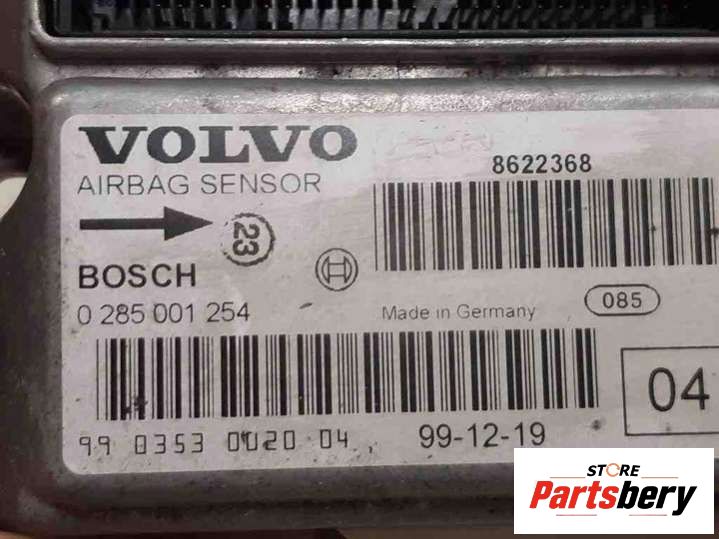 VOLVO
8622368
AIRBAG SENSOR
23
BOSCH
0 285 001 254
Made in Germany
085
04
99 0353 0020 04
99-12-19
STORE
Partsbery